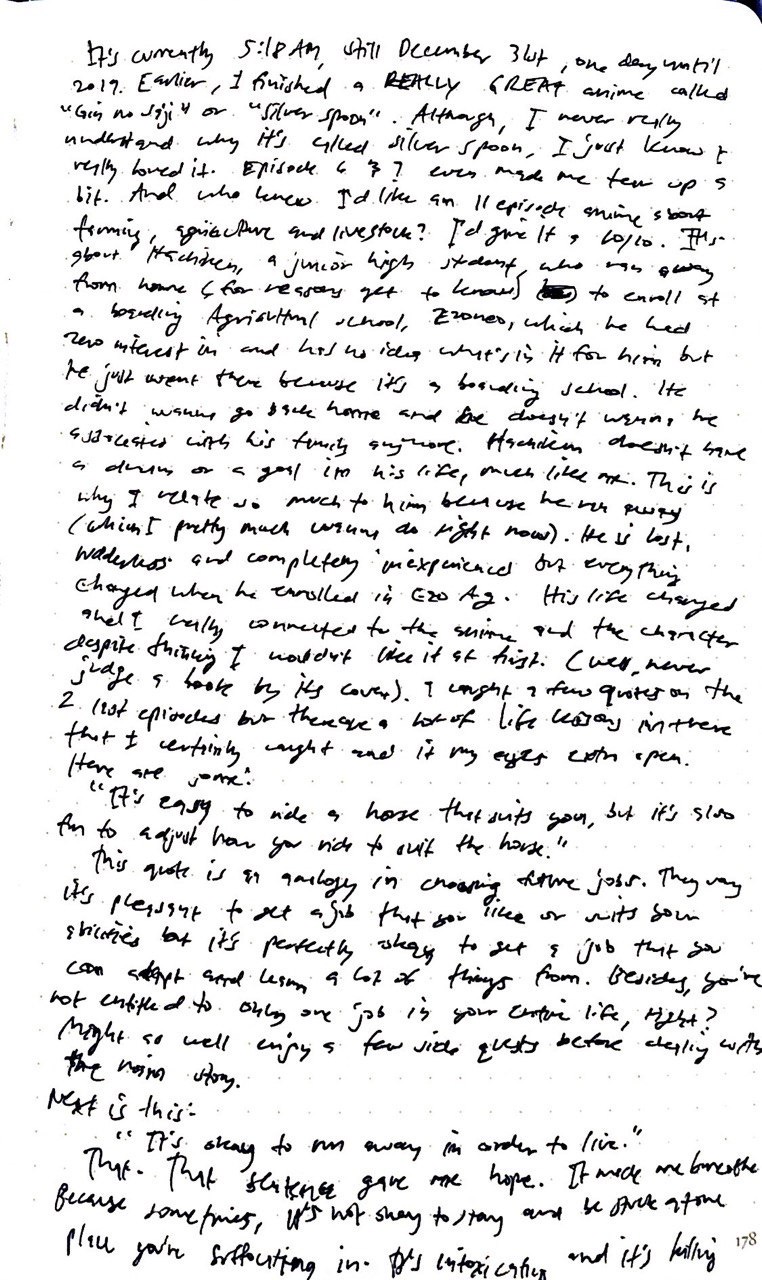 It's currently 5:18 AM, still December 31st, one day until
2019. Earlier, I finished a REALLY GREAT anime called
"Gin no Saji" or "Silver spoon". Although, I never really
understand why it's called silver spoon, I just know I
really loved it. Episode 6 & 7 even made me tear up a
bit. And who knew I'd like an 11 episode anime about
farming, agriculture and livestock? I'd give It a 10/10. It's
about Hachiken, a junior high student, who ran away
from home (for reasons yet to know) to enroll at
a boarding Agricultural school, Ezonoo, which he had
zero interest in and has no idea what's in it for him but
he just went there because it's a boarding school. He
didn't wanna go back home and he doesn't wanna be
associated with his family anymore. Hachiken doesn't have
a dream or a goal in his life, much like me. This is
why I relate so much to him because he ran away
(which I pretty much wanna do right now). He is lost,
and completely inexperienced but everything
changed when he enrolled in Ezo Ag. His life changed
and I really connected to the anime and the character
despite thinking I wouldn't like it at first. (well, never
judge a book by its cover). I caught a few quotes on the
2 last episodes but there are a lot of life lessons in there
that I certainly caught and it my eyes open.
Here are some:
"It's easy to ride a horse that suits you, but it's also
fun to adjust how you ride to suit the horse."
This quote is an analogy in choosing future jobs. They say
it's pleasant to get a job that you like or suits your
abilities but it's perfectly okay to get a job that you
can adapt and learn a lot of things from. Besides, you're
not entitled to only one job in your entire life, right?
Might as well enjoy a few side quests before dealing with
the main story.
Next is this:
"It's okay to run away in order to live."
That. That sentence gave me hope. It made me breathe
Because sometimes, it's not okay to stay and be stuck at one
place you're suffocating in. It's intoxicating and it's killing
178